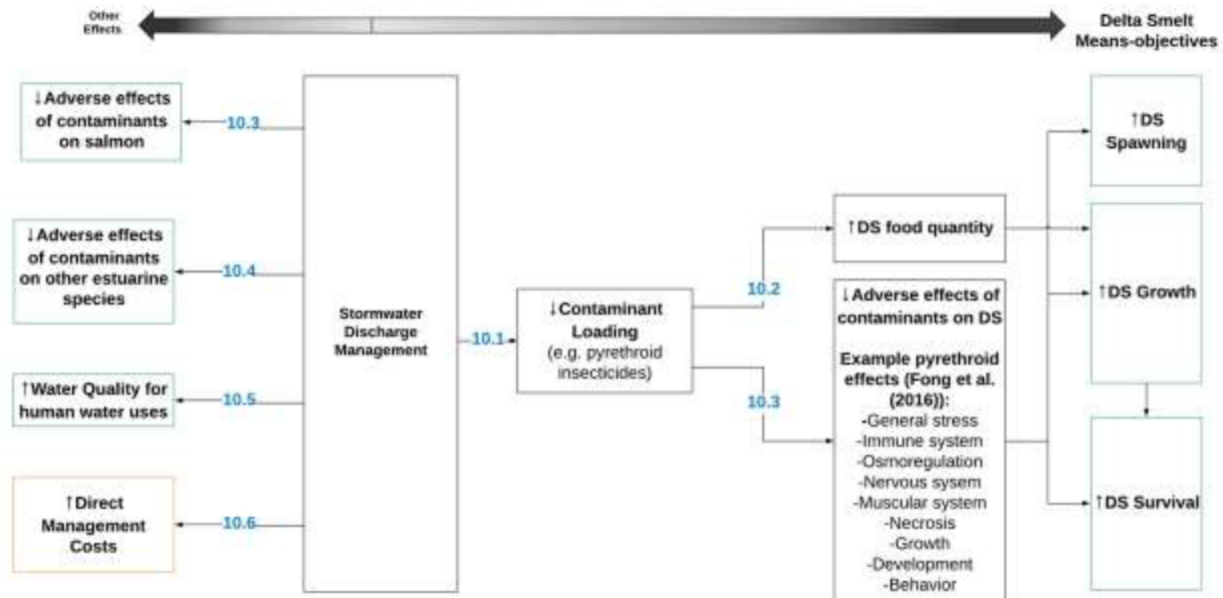 Other
Effects
Delta Smelt
Means-objectives
↓Adverse effects
of contaminants
on salmon
10.3
↓Adverse effects
of contaminants
on other estuarine
species
10.4
↑Water Quality for
human water uses
10.5
↑Direct
Management
Costs
10.6
Stormwater
Discharge
Management
10.1
↓Contaminant
Loading
(e.g. pyrethroid
insecticides)
10.2
10.3
↑DS food quantity
↓Adverse effects of
contaminants on DS
Example pyrethroid
effects (Fong et al.
(2016)):
-General stress
-Immune system
-Osmoregulation
-Nervous sysem
-Muscular system
-Necrosis
-Growth
-Development
-Behavior
↑DS
Spawning
↑DS Growth
↑DS Survival